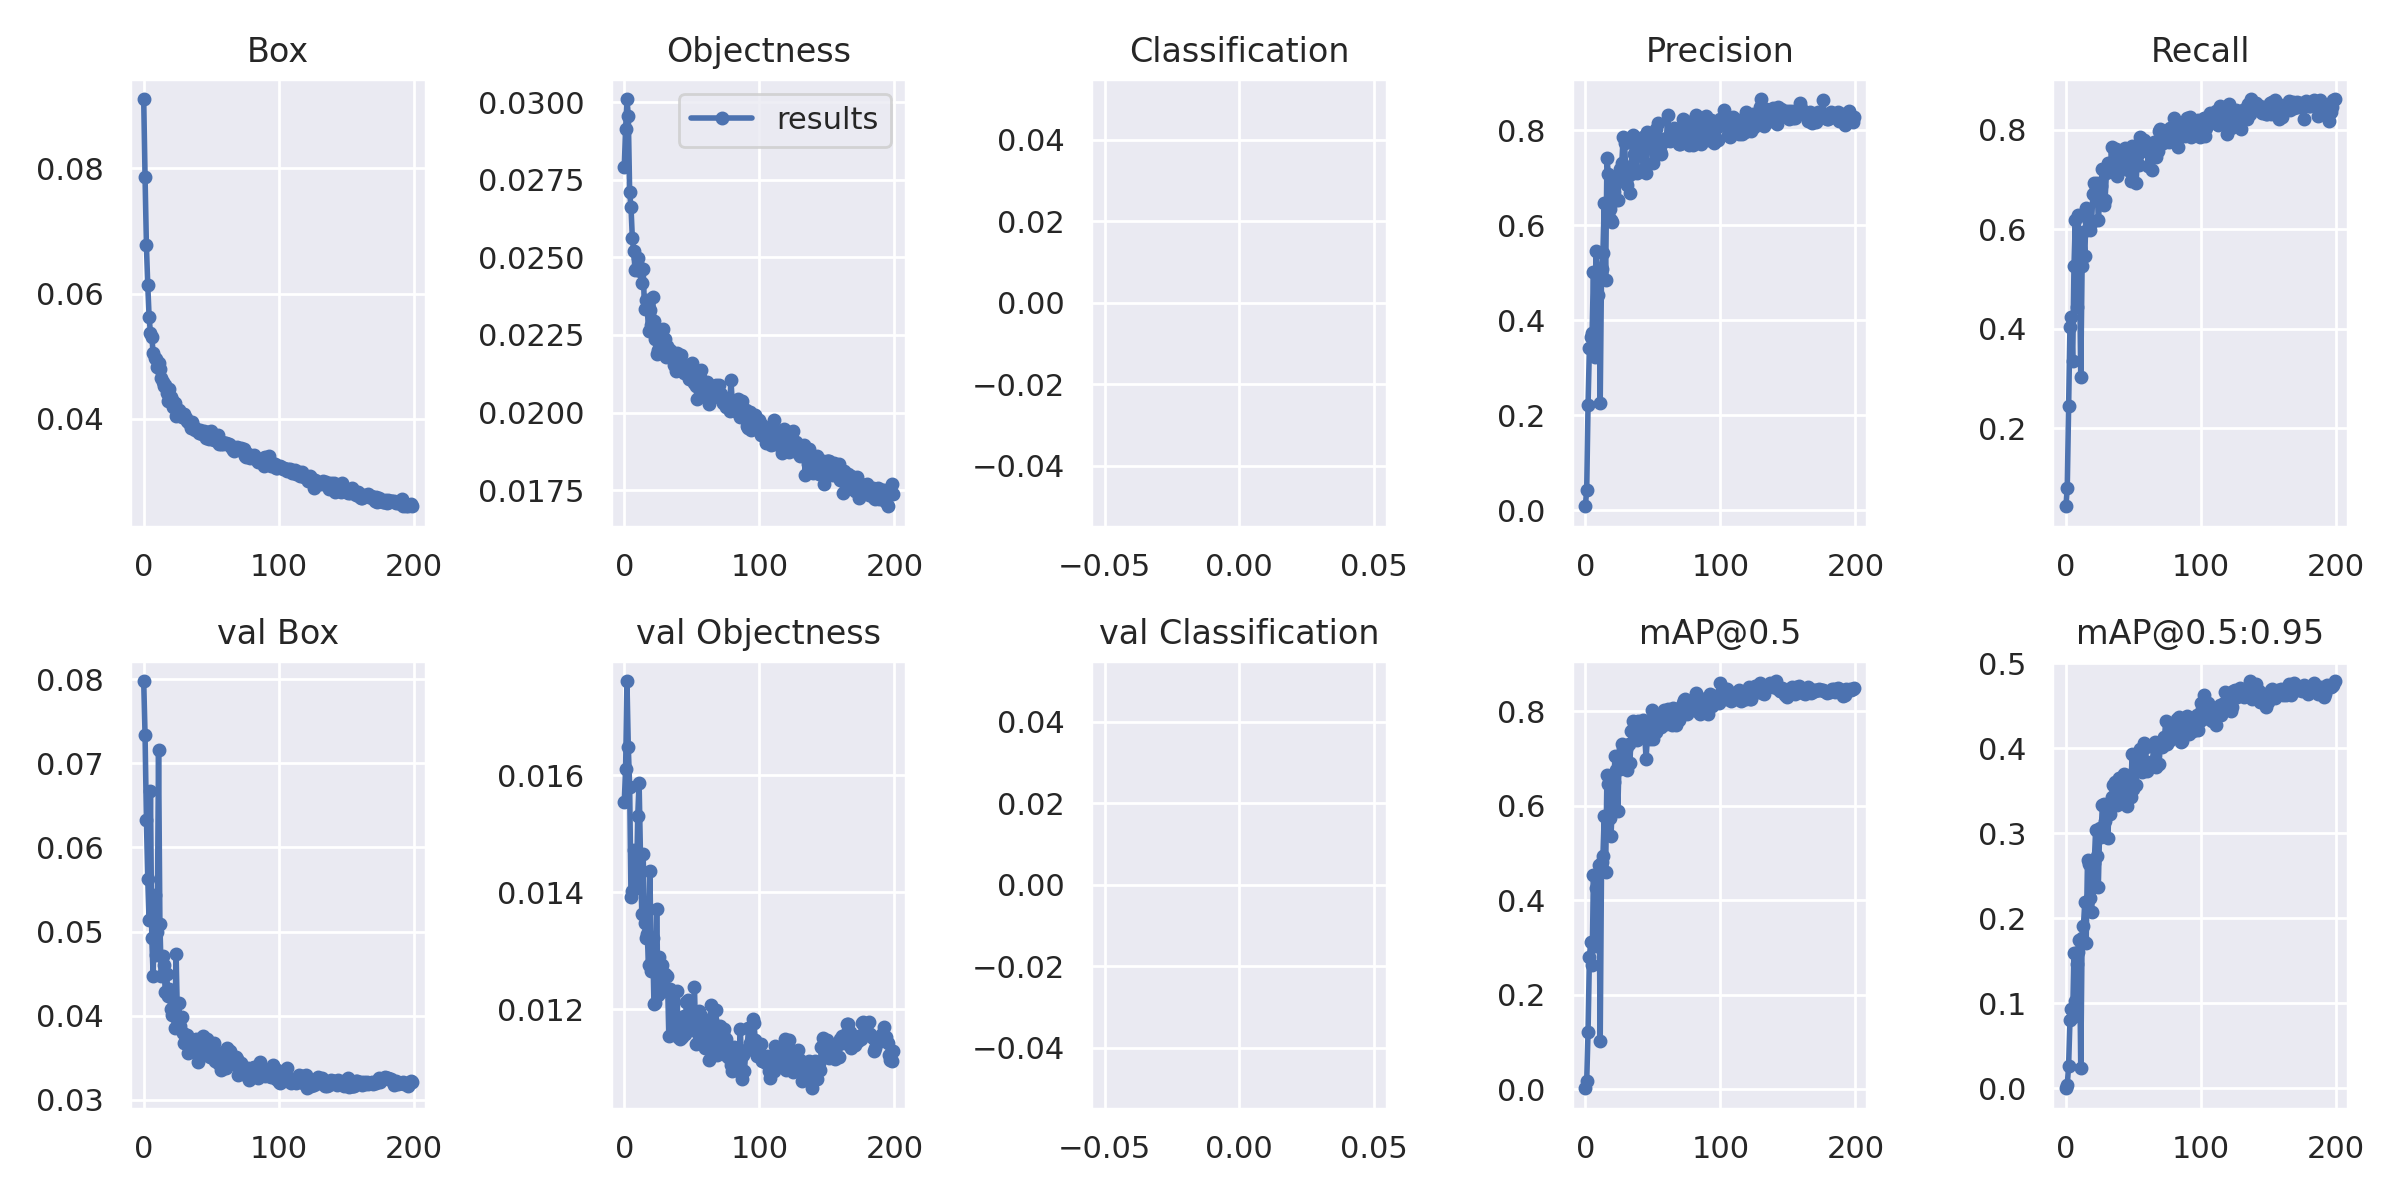 Box
Objectness
Classification
Precision
Recall
0.08
0.06
0.04
0 100 200
results
0.0300
0.0275
0.0250
0.0225
0.0200
0.0175
0 100 200
0.04
0.02
0.00
−0.02
−0.04
−0.05 0.00 0.05
0.8
0.6
0.4
0.2
0.0
0 100 200
0.8
0.6
0.4
0.2
0 100 200
val Box
val Objectness
val Classification
mAP@0.5
mAP@0.5:0.95
0.08
0.07
0.06
0.05
0.04
0.03
0 100 200
0.016
0.014
0.012
0 100 200
0.04
0.02
0.00
−0.02
−0.04
−0.05 0.00 0.05
0.8
0.6
0.4
0.2
0.0
0 100 200
0.5
0.4
0.3
0.2
0.1
0.0
0 100 200